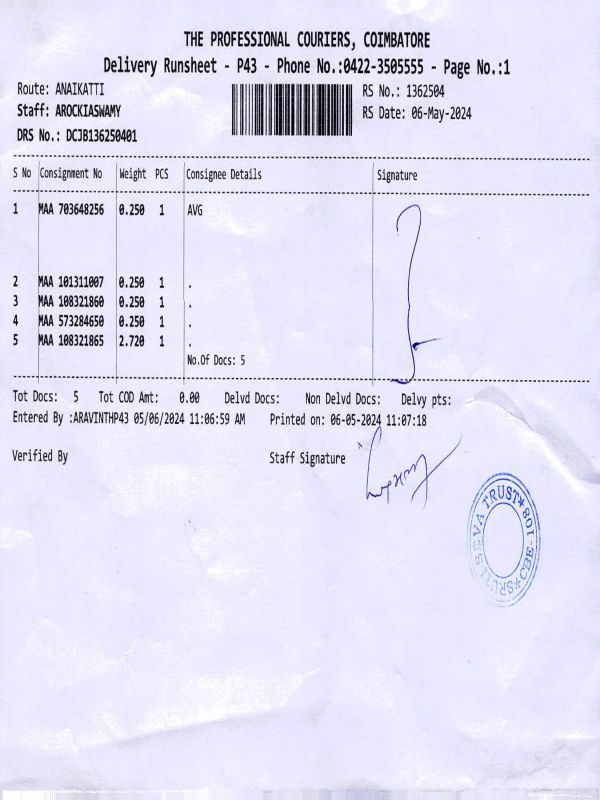 THE PROFESSIONAL COURIERS, COIMBATORE
Delivery Runsheet - P43 - Phone No.:0422-3505555 - Page No.:1
Route: ANAIKATTI RS No.: 1362504
Staff: AROCKIASWAMY RS Date: 06-May-2024
DRS No.: DCJB136250401
S No Consignment No Weight PCS Consignee Details Signature
1 MAA 703648256 0.250 1 AVG
2 MAA 101311007 0.250 1 .
3 MAA 108321860 0.250 1 .
4 MAA 573284650 0.250 1 .
5 MAA 108321865 2.720 1 .
No.Of Docs: 5
Tot Docs: 5 Tot COD Amt: 0.00 Delvd Docs: Non Delvd Docs: Delvy pts:
Entered By :ARAVINTHP43 05/06/2024 11:06:59 AM Printed on: 06-05-2024 11:07:18
Verified By Staff Signature
SEVA TRUST * CBE-108 *